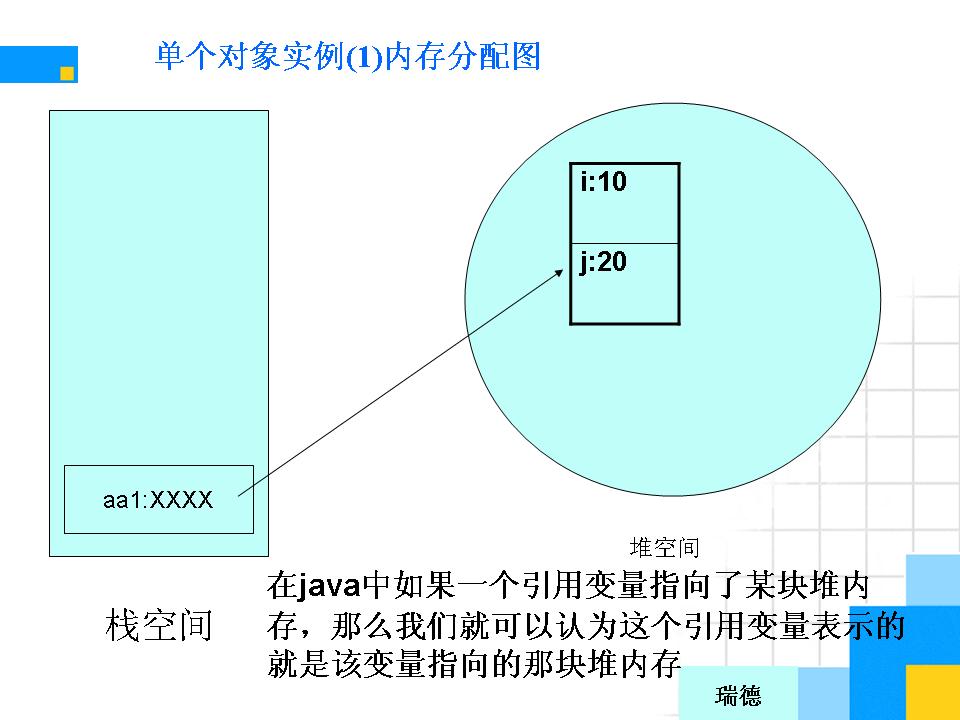 单个对象实例(1)内存分配图
i:10
j:20
aa1:XXXX
堆空间
栈空间
在java中如果一个引用变量指向了某块堆内
存，那么我们就可以认为这个引用变量表示的
就是该变量指向的那块堆内存
瑞德